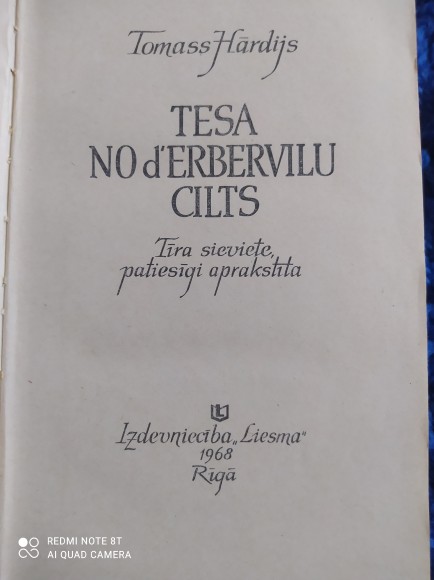 Tomass Hārdijs
TESA
NO d'ERBERVILU
CILTS
Tīra sieviete,
patiesīgi aprakstīta
Izdevniecība „Liesma"
1968
Rīgā
REDMI NOTE 8T
AI QUAD CAMERA